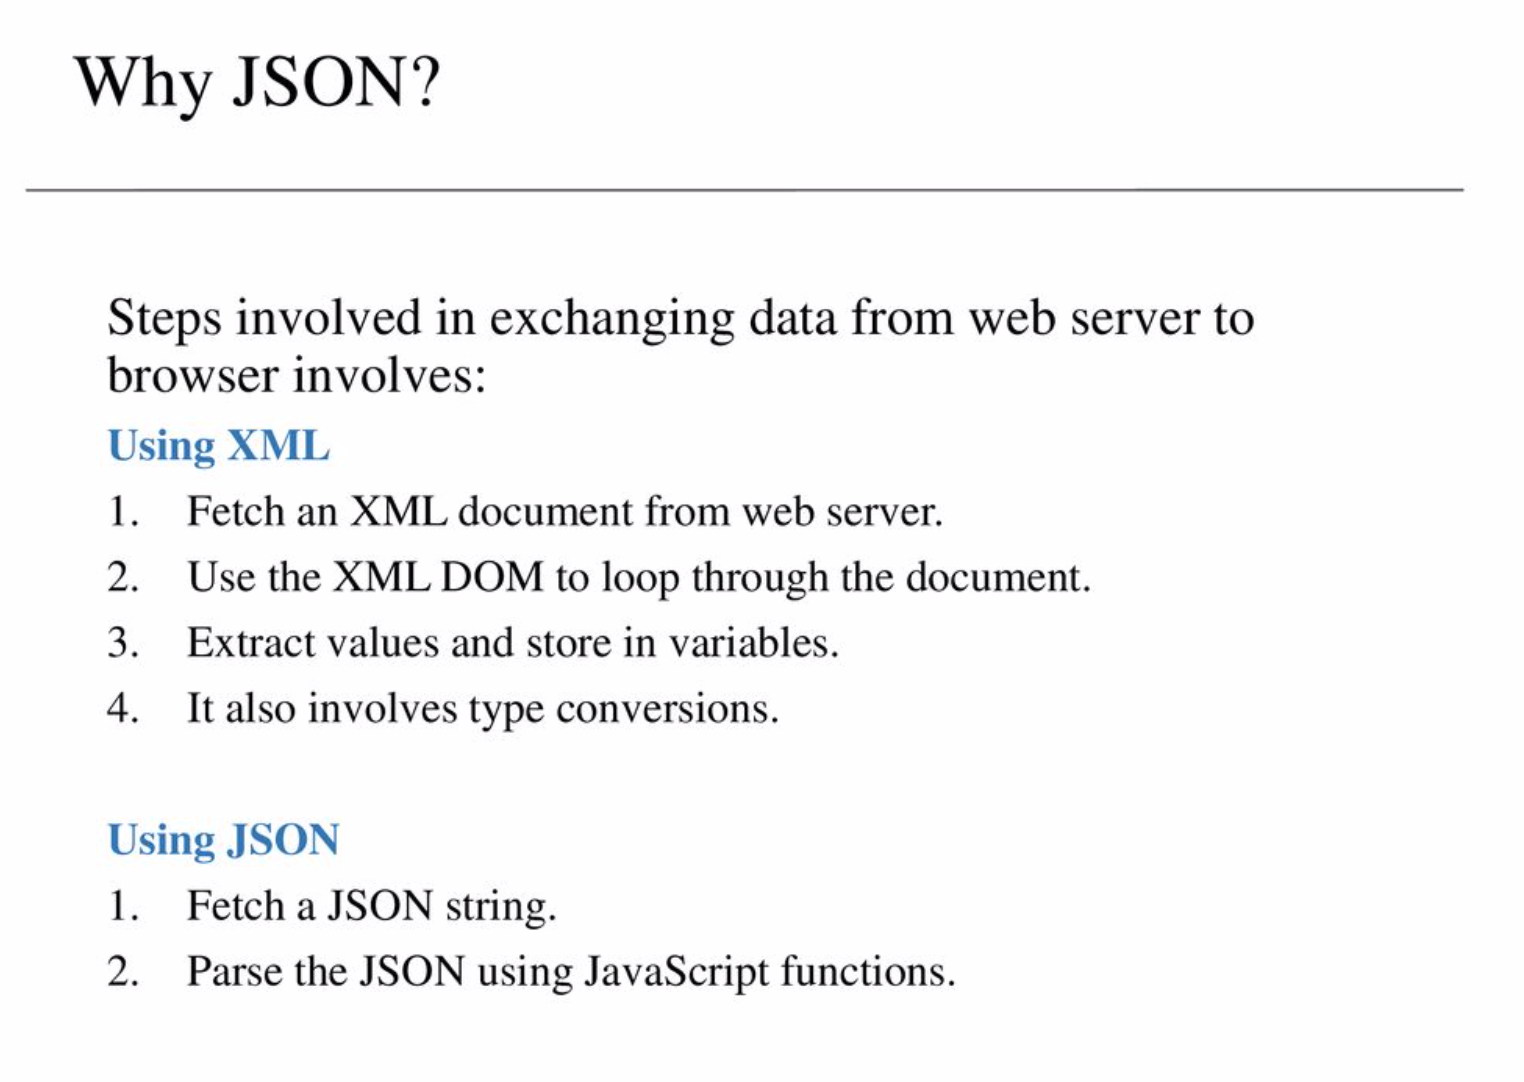 Why JSON?
Steps involved in exchanging data from web server to
browser involves:
Using XML
1. Fetch an XML document from web server.
2. Use the XML DOM to loop through the document.
3. Extract values and store in variables.
4. It also involves type conversions.
Using JSON
1. Fetch a JSON string.
2. Parse the JSON using JavaScript functions.